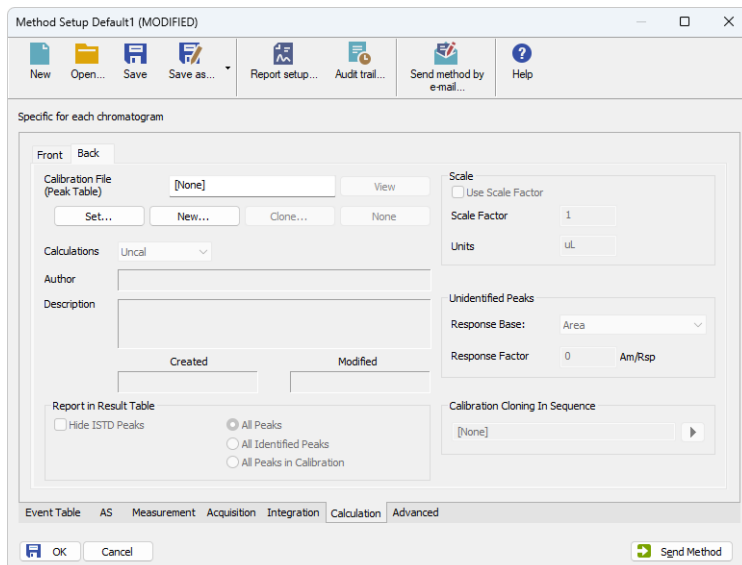 Method Setup Default1 (MODIFIED)
New Open... Save Save as... Report setup... Audit trail... Send method by e-mail... Help
Specific for each chromatogram
Front Back
Calibration File
(Peak Table)
[None]
View
Set... New... Clone... None
Calculations Uncal
Author
Description
Created Modified
Report in Result Table
Hide ISTD Peaks
All Peaks
All Identified Peaks
All Peaks in Calibration
Scale
Use Scale Factor
Scale Factor 1
Units uL
Unidentified Peaks
Response Base: Area
Response Factor 0 Am/Rsp
Calibration Cloning In Sequence
[None]
Event Table AS Measurement Acquisition Integration Calculation Advanced
OK Cancel Send Method